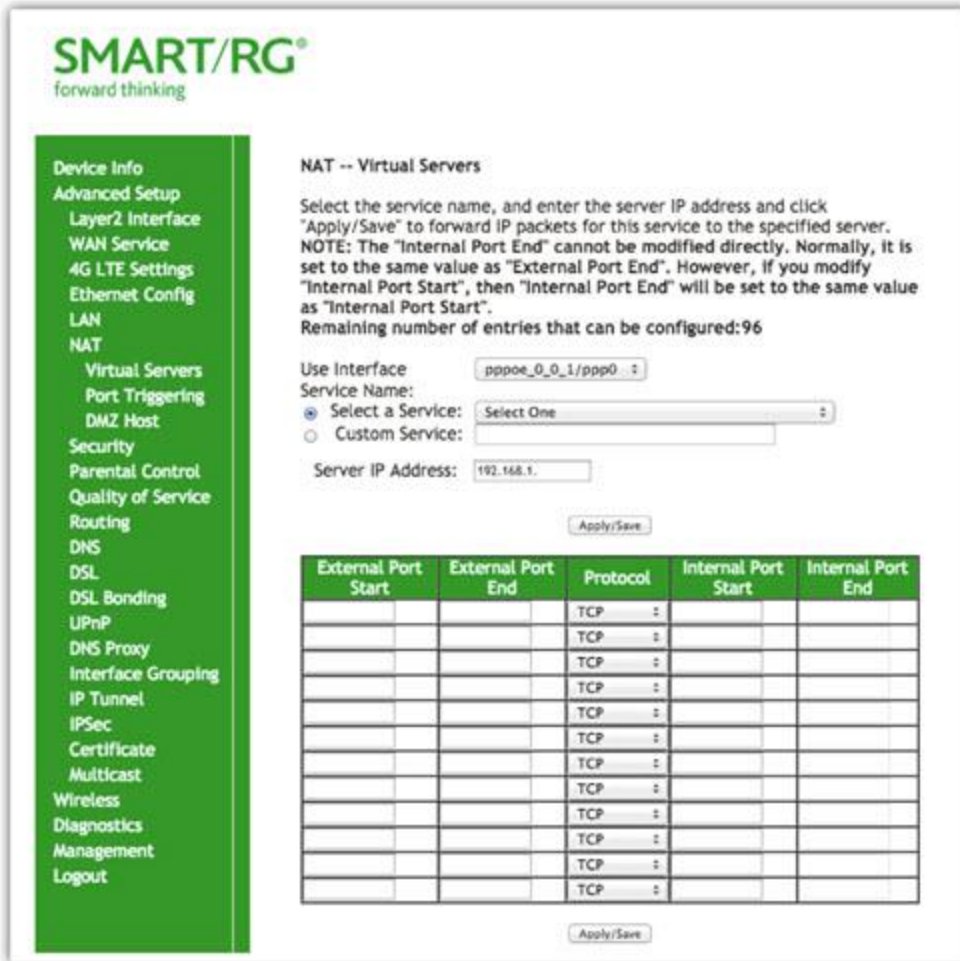 SMART/RG®
forward thinking
Device Info
Advanced Setup
Layer2 Interface
WAN Service
4G LTE Settings
Ethernet Config
LAN
NAT
Virtual Servers
Port Triggering
DMZ Host
Security
Parental Control
Quality of Service
Routing
DNS
DSL
DSL Bonding
UPnP
DNS Proxy
Interface Grouping
IP Tunnel
IPSec
Certificate
Multicast
Wireless
Diagnostics
Management
Logout
NAT -- Virtual Servers
Select the service name, and enter the server IP address and click
"Apply/Save" to forward IP packets for this service to the specified server.
NOTE: The "Internal Port End" cannot be modified directly. Normally, it is
set to the same value as "External Port End". However, if you modify
"Internal Port Start", then "Internal Port End" will be set to the same value
as "Internal Port Start".
Remaining number of entries that can be configured:96
Use Interface pppoe_0_0_1/ppp0
Service Name:
Select a Service: Select One
Custom Service:
Server IP Address: 192.168.1.
Apply/Save
External Port Start External Port End Protocol Internal Port Start Internal Port End
TCP
TCP
TCP
TCP
TCP
TCP
TCP
TCP
TCP
TCP
TCP
TCP
Apply/Save